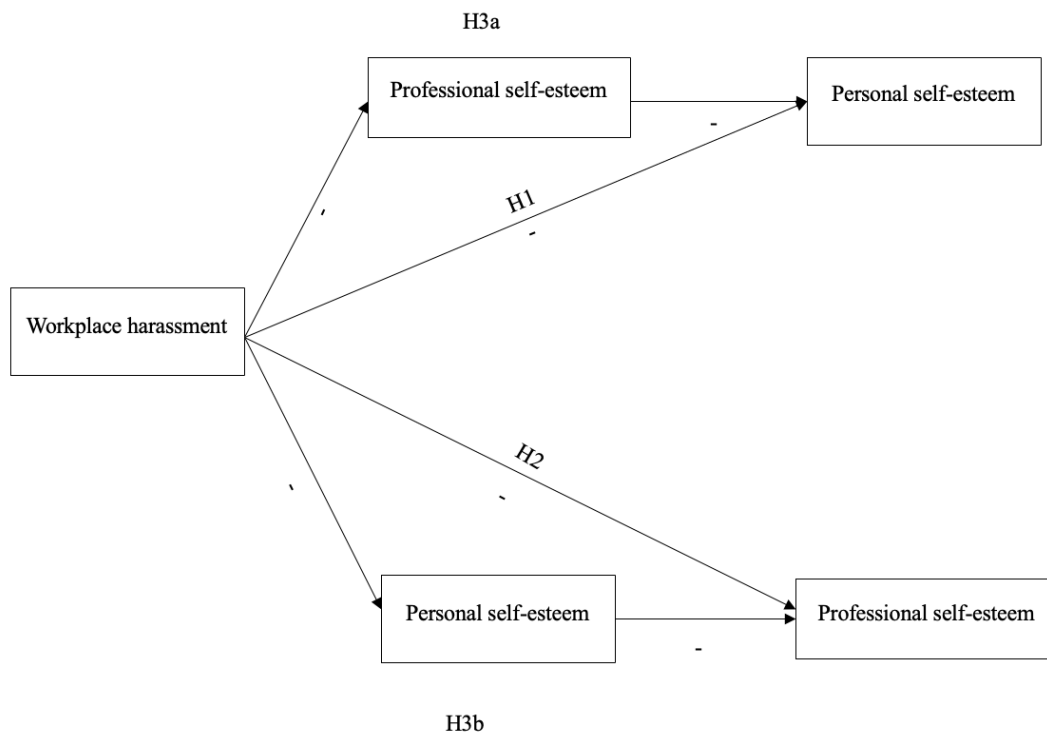 H3a
Professional self-esteem
Personal self-esteem
-
-
H1
-
Workplace harassment
H2
-
-
Personal self-esteem
Professional self-esteem
-
H3b